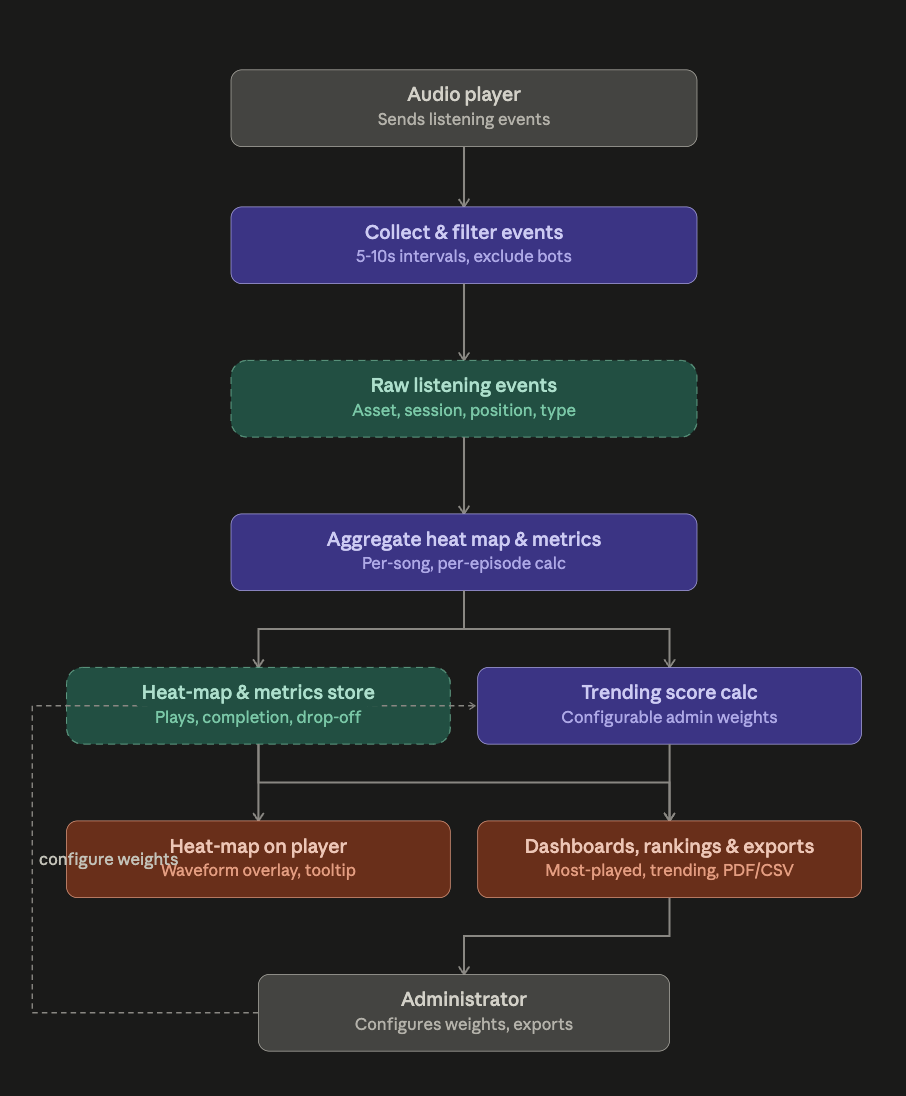 Audio player
Sends listening events
Collect & filter events
5-10s intervals, exclude bots
Raw listening events
Asset, session, position, type
Aggregate heat map & metrics
Per-song, per-episode calc
Heat-map & metrics store
Plays, completion, drop-off
Trending score calc
Configurable admin weights
Heat-map on player
Waveform overlay, tooltip
configure weights
Dashboards, rankings & exports
Most-played, trending, PDF/CSV
Administrator
Configures weights, exports